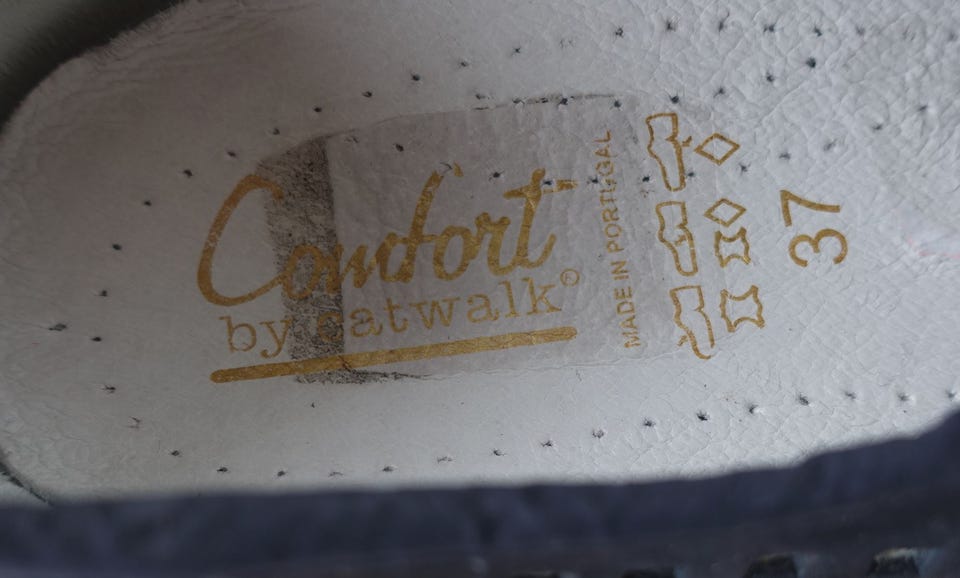 Comfort
by catwalk®
MADE IN PORTUGAL
37